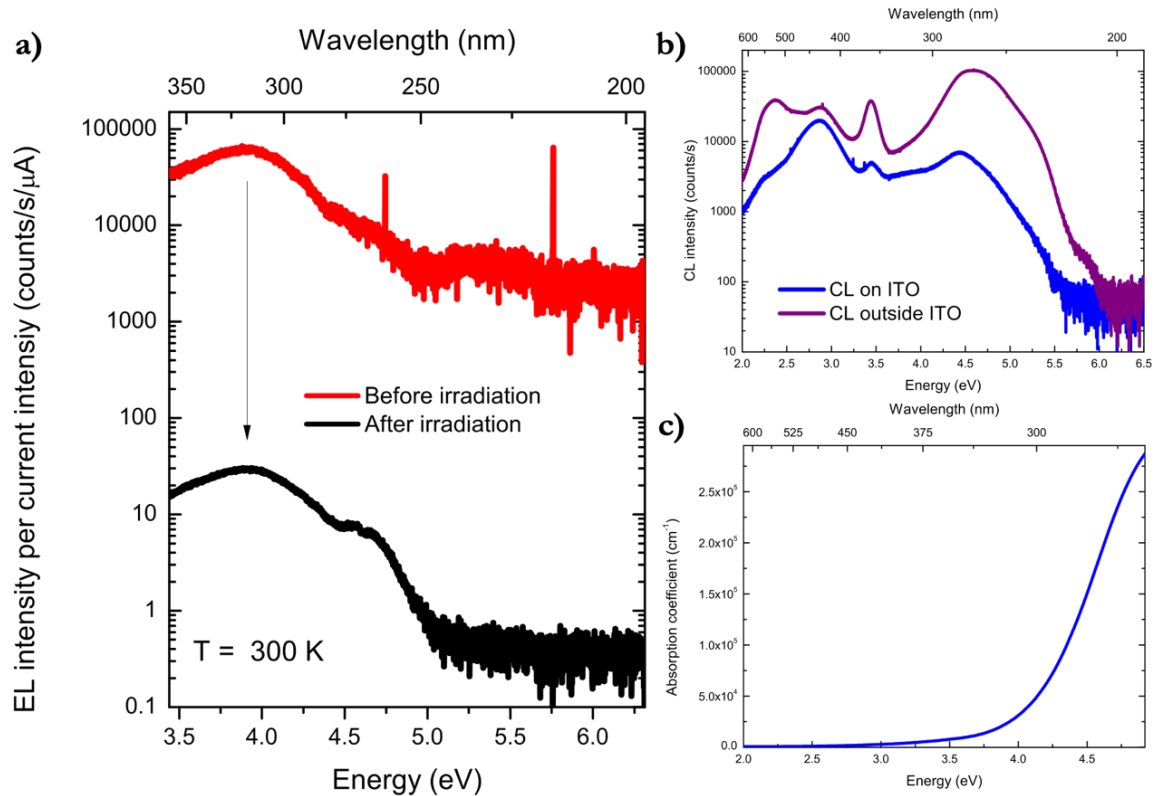 a)
Wavelength (nm)
350 300 250 200
EL intensity per current intensiy (counts/s/µA)
100000
10000
1000
100
10
1
0.1
Before irradiation
After irradiation
T = 300 K
3.5 4.0 4.5 5.0 5.5 6.0
Energy (eV)
b)
Wavelength (nm)
600 500 400 300 200
CL intensity (counts/s)
100000
10000
1000
100
10
CL on ITO
CL outside ITO
2.0 2.5 3.0 3.5 4.0 4.5 5.0 5.5 6.0 6.5
Energy (eV)
c)
Wavelength (nm)
600 525 450 375 300
Absorption coefficient (cm⁻¹)
2.5x10⁵
2.0x10⁵
1.5x10⁵
1.0x10⁵
5.0x10⁴
0.0
2.0 2.5 3.0 3.5 4.0 4.5
Energy (eV)